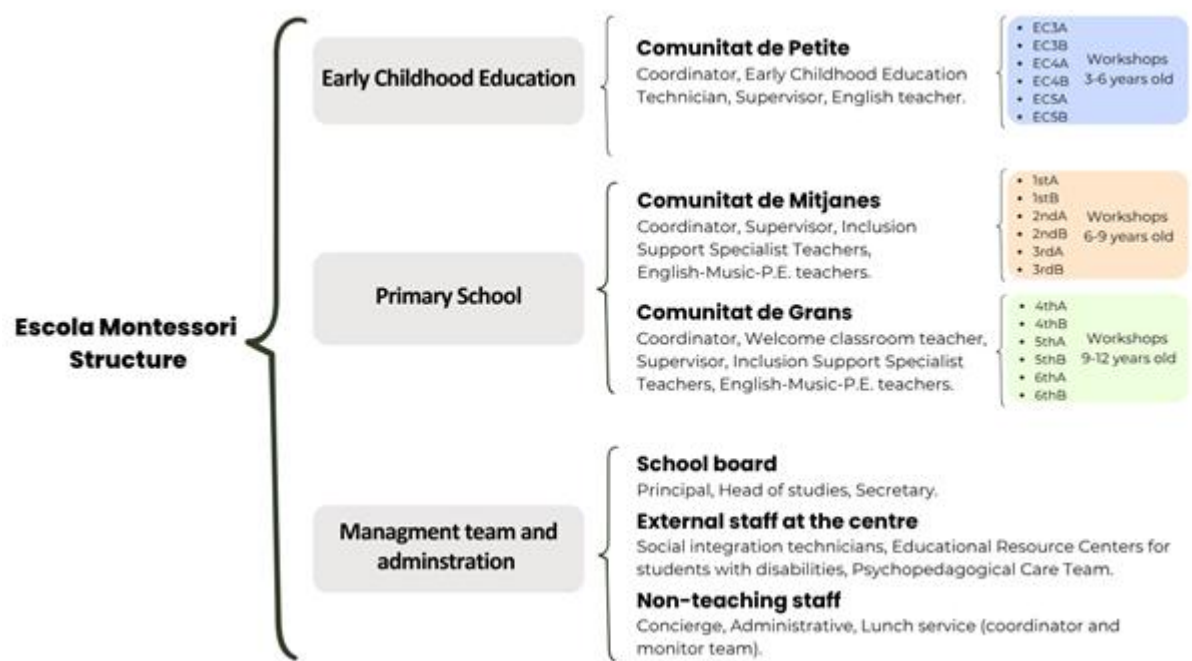 Escola Montessori
Structure
Early Childhood Education
Comunitat de Petite
Coordinator, Early Childhood Education
Technician, Supervisor, English teacher.
• EC3A
• EC3B
• EC4A
• EC4B
• EC5A
• EC5B
Workshops
3-6 years old
Primary School
Comunitat de Mitjanes
Coordinator, Supervisor, Inclusion
Support Specialist Teachers,
English-Music-P.E. teachers.
• 1stA
• 1stB
• 2ndA
• 2ndB
• 3rdA
• 3rdB
Workshops
6-9 years old
Comunitat de Grans
Coordinator, Welcome classroom teacher,
Supervisor, Inclusion Support Specialist
Teachers, English-Music-P.E. teachers.
• 4thA
• 4thB
• 5thA
• 5thB
• 6thA
• 6thB
Workshops
9-12 years old
Managment team and
adminstration
School board
Principal, Head of studies, Secretary.
External staff at the centre
Social integration technicians, Educational Resource Centers for
students with disabilities, Psychopedagogical Care Team.
Non-teaching staff
Concierge, Administrative, Lunch service (coordinator and
monitor team).